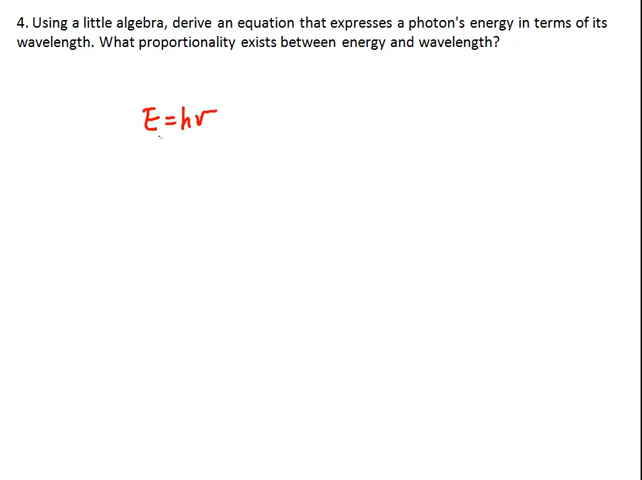 4. Using a little algebra, derive an equation that expresses a photon's energy in terms of its
wavelength. What proportionality exists between energy and wavelength?
E=hν